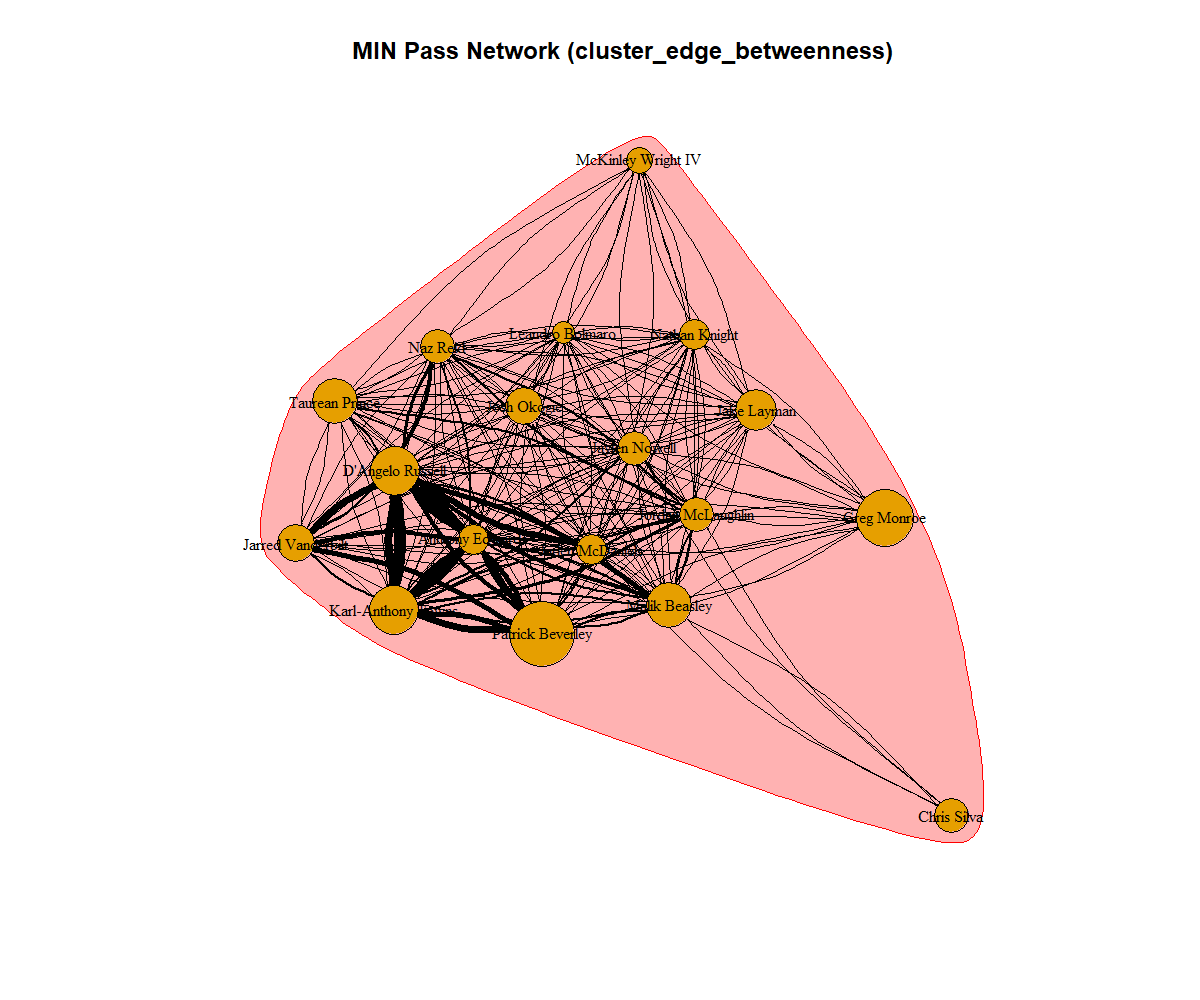 MIN Pass Network (cluster_edge_betweenness)
McKinley Wright IV
Leandro Bolmaro
Nathan Knight
Naz Reid
Taurean Prince
Josh Okogie
Jake Layman
Jaylen Nowell
D'Angelo Russell
Jordan McLaughlin
Greg Monroe
Anthony Edwards
Jarred Vanderbilt
Jaden McDaniels
Karl-Anthony Towns
Malik Beasley
Patrick Beverley
Chris Silva